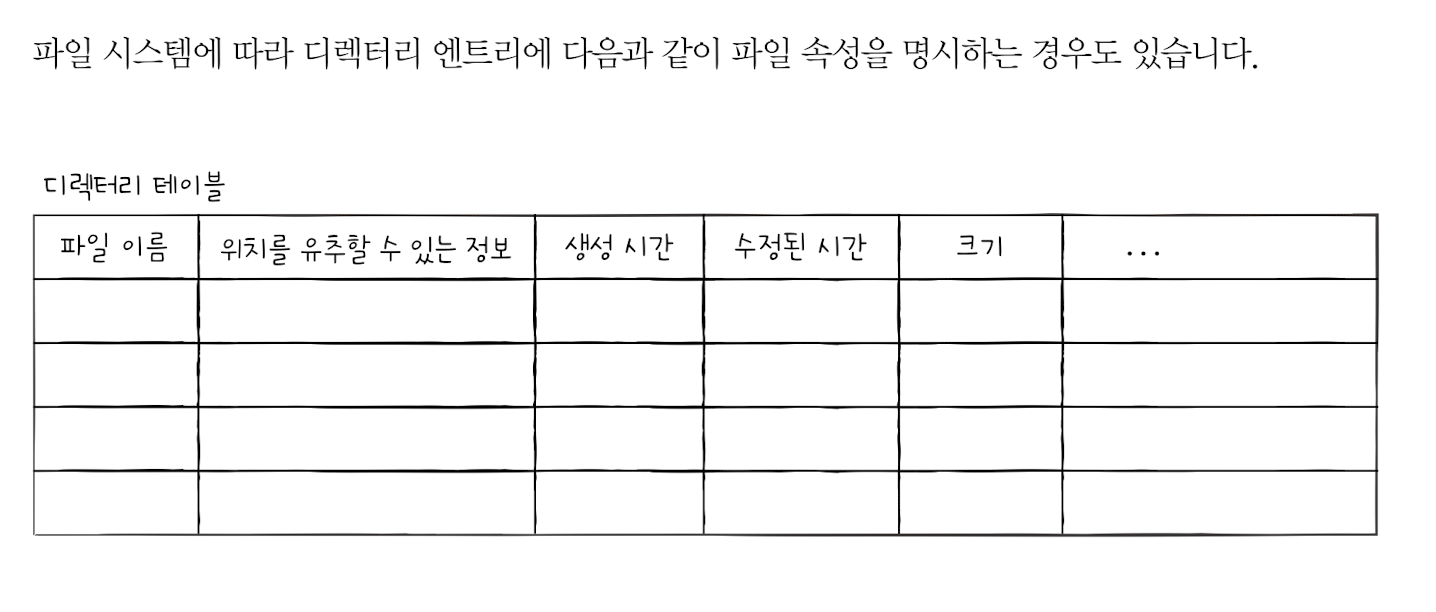 파일 시스템에 따라 디렉터리 엔트리에 다음과 같이 파일 속성을 명시하는 경우도 있습니다.
디렉터리 테이블
파일 이름 위치를 유추할 수 있는 정보 생성 시간 수정된 시간 크기 ...